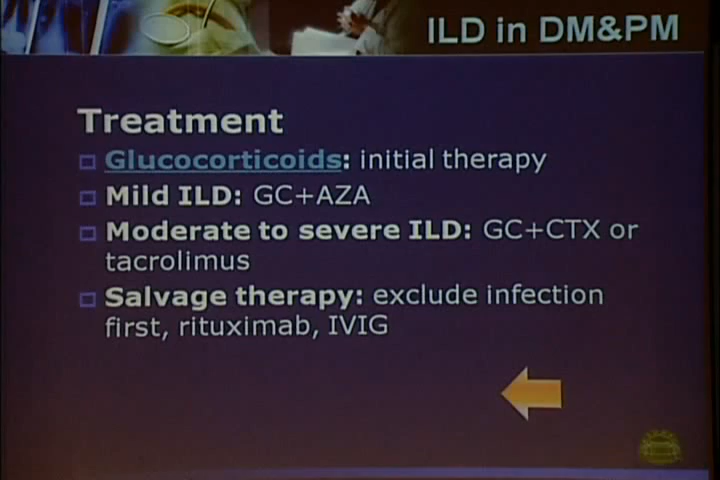 ILD in DM&PM
Treatment
Glucocorticoids: initial therapy
Mild ILD: GC+AZA
Moderate to severe ILD: GC+CTX or
tacrolimus
Salvage therapy: exclude infection
first, rituximab, IVIG